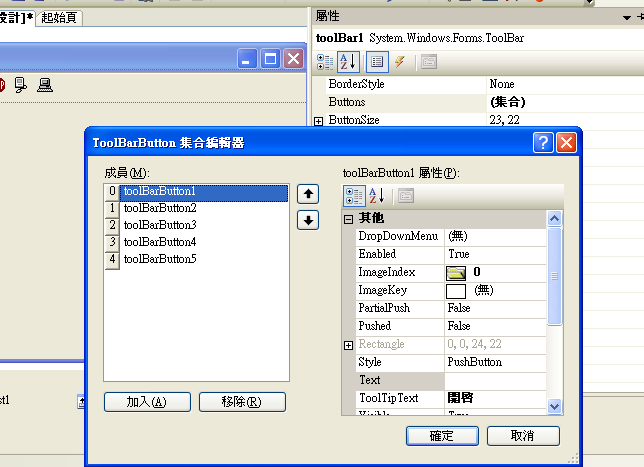 設計]*
起始頁
屬性
toolBar1 System.Windows.Forms.ToolBar
BorderStyle None
Buttons (集合)
ButtonSize 23, 22
ToolBarButton 集合編輯器
成員(M):
0 toolBarButton1
1 toolBarButton2
2 toolBarButton3
3 toolBarButton4
4 toolBarButton5
加入(A)
移除(R)
toolBarButton1 屬性(P):
其他
DropDownMenu (無)
Enabled True
ImageIndex 0
ImageKey (無)
PartialPush False
Pushed False
Rectangle 0, 0, 24, 22
Style PushButton
Text
ToolTipText 開啓
Visible True
確定
取消